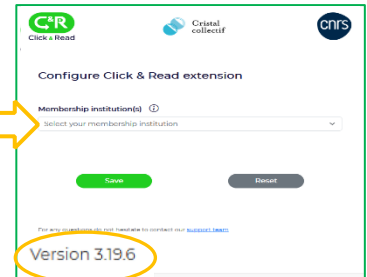 C*R
Click & Read
Cristal
collectif
cnrs
Configure Click & Read extension
Membership institution(s)
Select your membership institution
Save
Reset
For any questions do not hesitate to contact our support team
Version 3.19.6